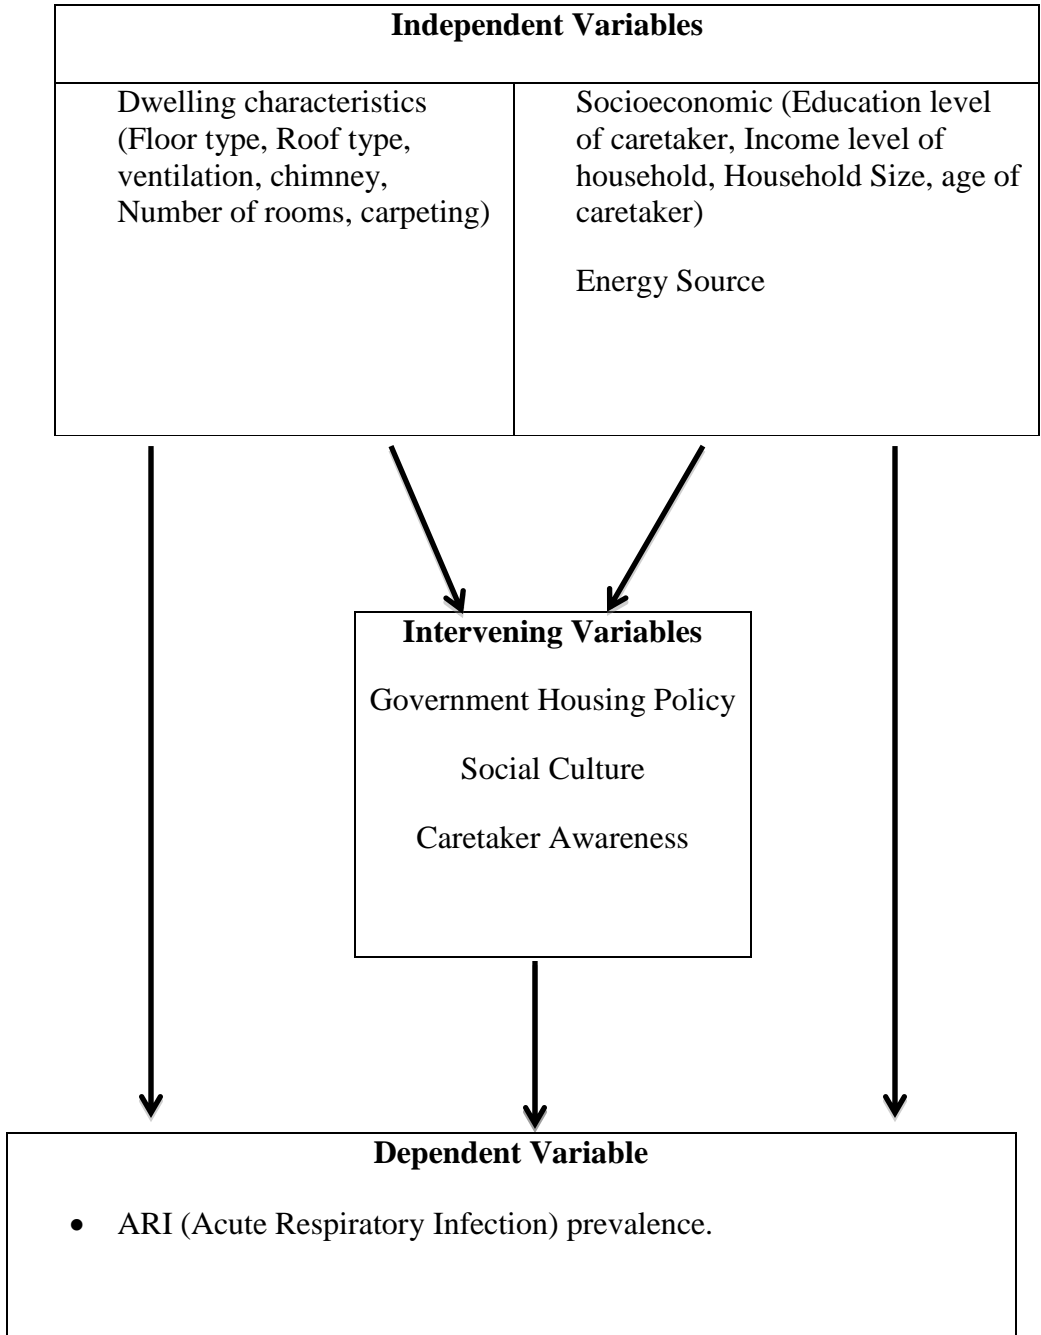 Independent Variables
Dwelling characteristics
(Floor type, Roof type,
ventilation, chimney,
Number of rooms, carpeting)
Socioeconomic (Education level
of caretaker, Income level of
household, Household Size, age of
caretaker)
Energy Source
Intervening Variables
Government Housing Policy
Social Culture
Caretaker Awareness
Dependent Variable
• ARI (Acute Respiratory Infection) prevalence.